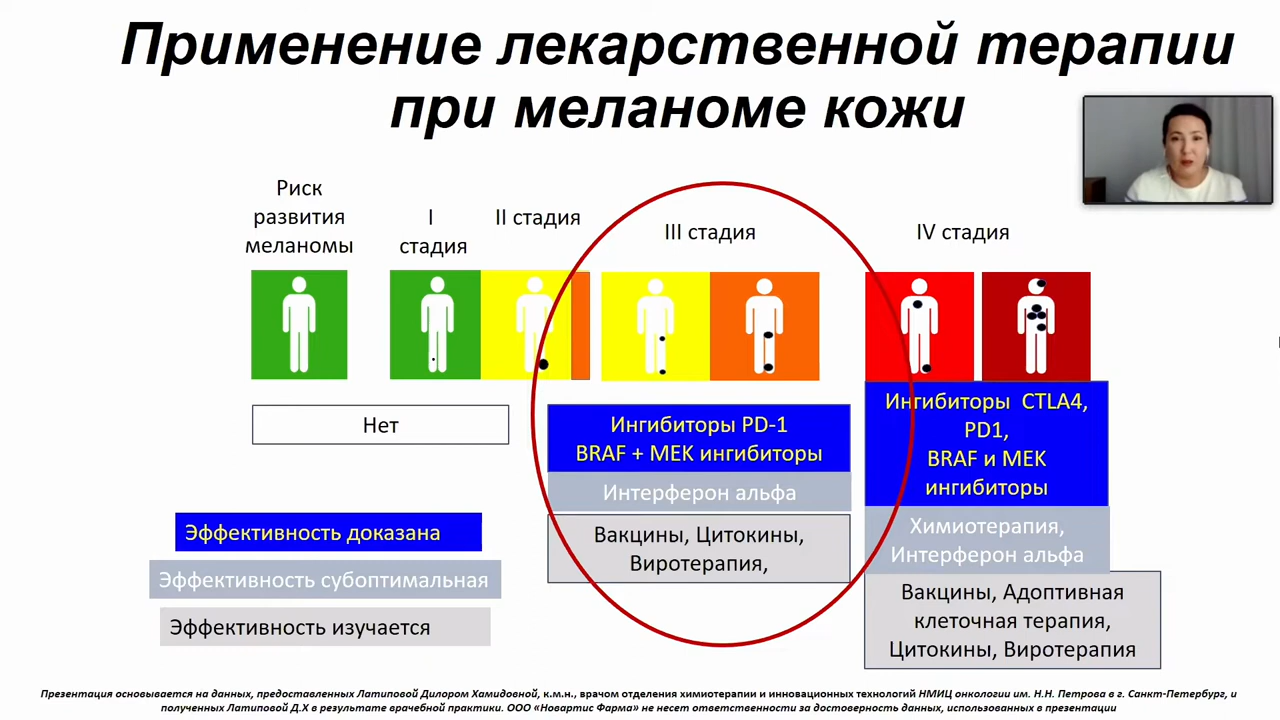 Применение лекарственной терапии
при меланоме кожи
Риск
развития
меланомы
I
стадия
II стадия
III стадия
IV стадия
Нет
Ингибиторы PD-1
BRAF + MEK ингибиторы
Интерферон альфа
Вакцины, Цитокины,
Виротерапия,
Ингибиторы CTLA4,
PD1,
BRAF и MEK
ингибиторы
Химиотерапия,
Интерферон альфа
Вакцины, Адоптивная
клеточная терапия,
Цитокины, Виротерапия
Эффективность доказана
Эффективность субоптимальная
Эффективность изучается
Презентация основывается на данных, предоставленных Латиповой Дилором Хамидовной, к.м.н., врачом отделения химиотерапии и инновационных технологий НМИЦ онкологии им. Н.Н. Петрова в г. Санкт-Петербург, и
полученных Латиповой Д.Х в результате врачебной практики. ООО «Новартис Фарма» не несет ответственности за достоверность данных, использованных в презентации